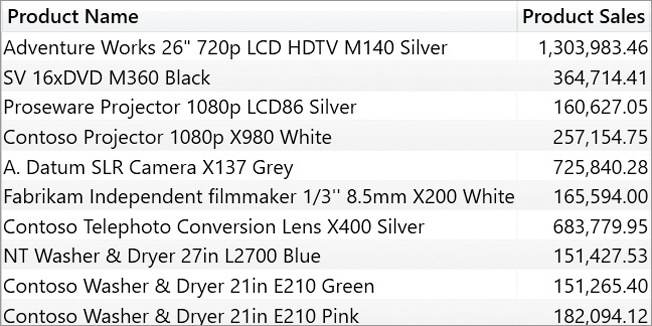 Product Name Product Sales
Adventure Works 26" 720p LCD HDTV M140 Silver 1,303,983.46
SV 16xDVD M360 Black 364,714.41
Proseware Projector 1080p LCD86 Silver 160,627.05
Contoso Projector 1080p X980 White 257,154.75
A. Datum SLR Camera X137 Grey 725,840.28
Fabrikam Independent filmmaker 1/3'' 8.5mm X200 White 165,594.00
Contoso Telephoto Conversion Lens X400 Silver 683,779.95
NT Washer & Dryer 27in L2700 Blue 151,427.53
Contoso Washer & Dryer 21in E210 Green 151,265.40
Contoso Washer & Dryer 21in E210 Pink 182,094.12